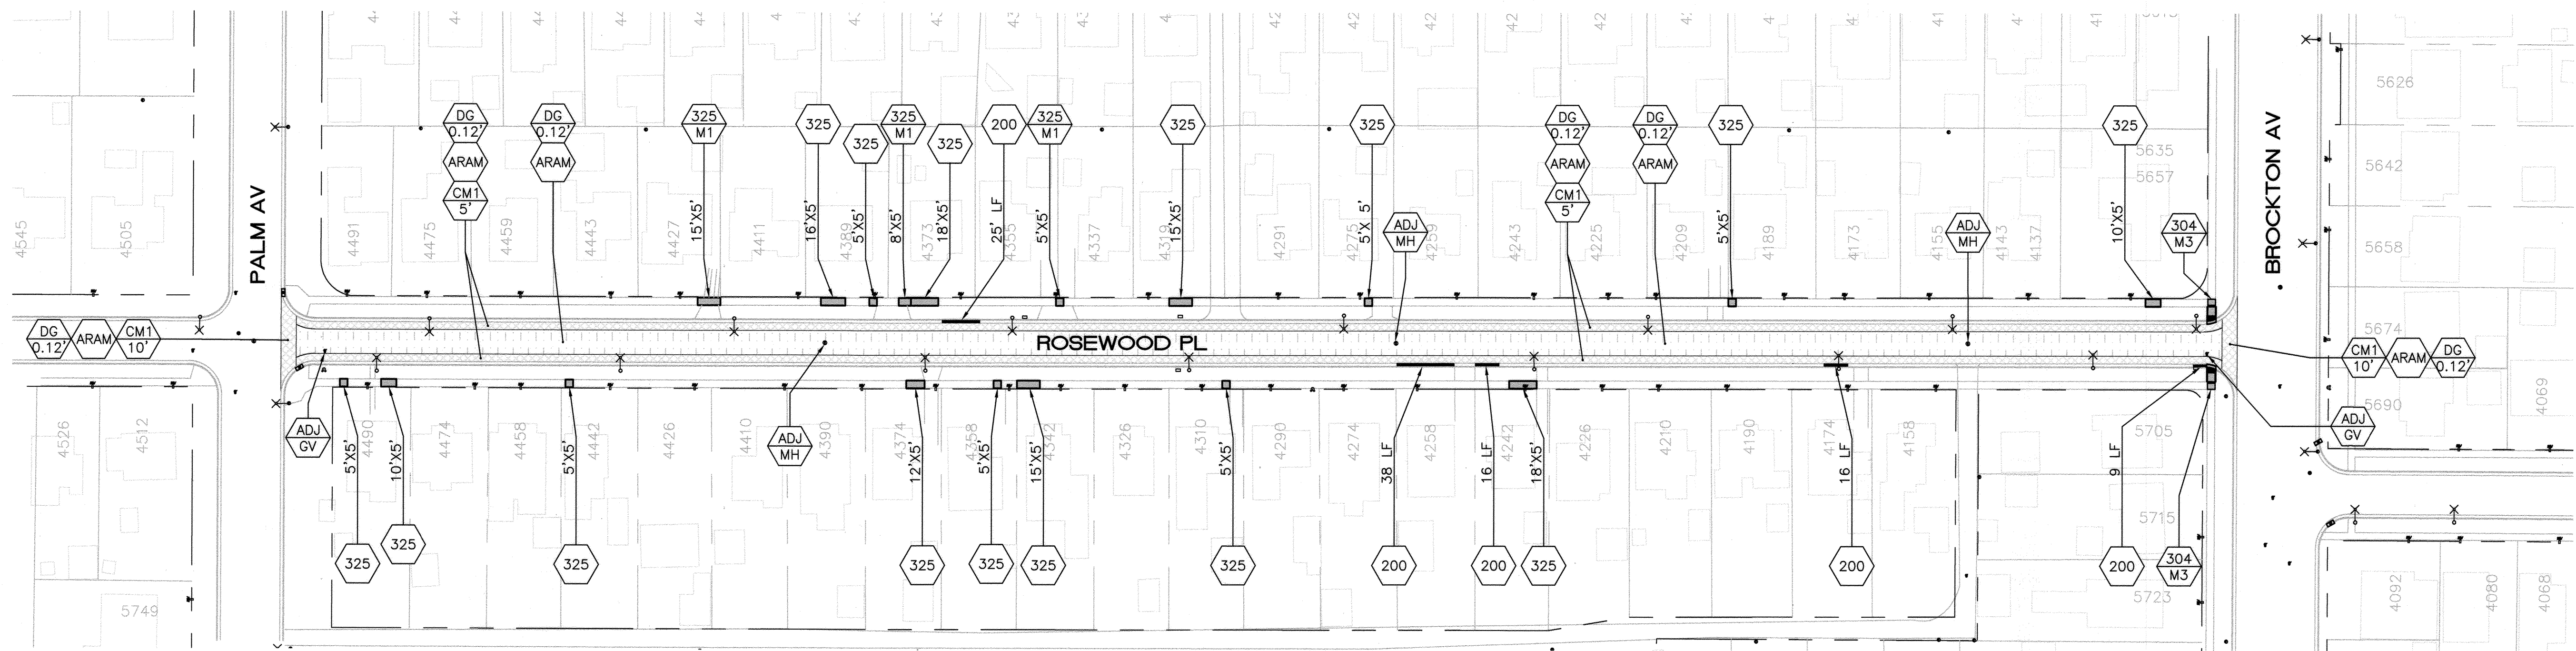 5626
5642
5658
5674
5690
4069
PALM AV
BROCKTON AV
ROSEWOOD PL
DG
0.12'
ARAM
CM1
5'
DG
0.12'
ARAM
325
M1
15'X5'
325
16'X5'
325
5'X5'
325
M1
8'X5'
325
18'X5'
200
25' LF
325
M1
5'X5'
325
15'X5'
325
5'X 5'
ADJ
MH
DG
0.12'
ARAM
CM1
5'
DG
0.12'
ARAM
325
5'X5'
ADJ
MH
325
10'X5'
304
M3
5635
5657
4545
4505
4491
4475
4459
4443
4427
4411
4389
4373
4355
4337
4319
4291
4275
4259
4243
4225
4209
4189
4173
4155
4143
4137
DG
0.12'
ARAM
CM1
10'
CM1
10'
ARAM
DG
0.12'
ADJ
GV
ADJ
GV
4526
4512
4490
4474
4458
4442
4426
4410
4390
4374
4358
4342
4326
4310
4290
4274
4258
4242
4226
4210
4190
4174
4158
5705
5715
5723
5749
4092
4080
4068
5'X5'
325
10'X5'
325
5'X5'
325
ADJ
MH
12'X5'
325
5'X5'
325
15'X5'
325
5'X5'
325
38 LF
200
16 LF
200
18'X5'
325
16 LF
200
9 LF
200
304
M3